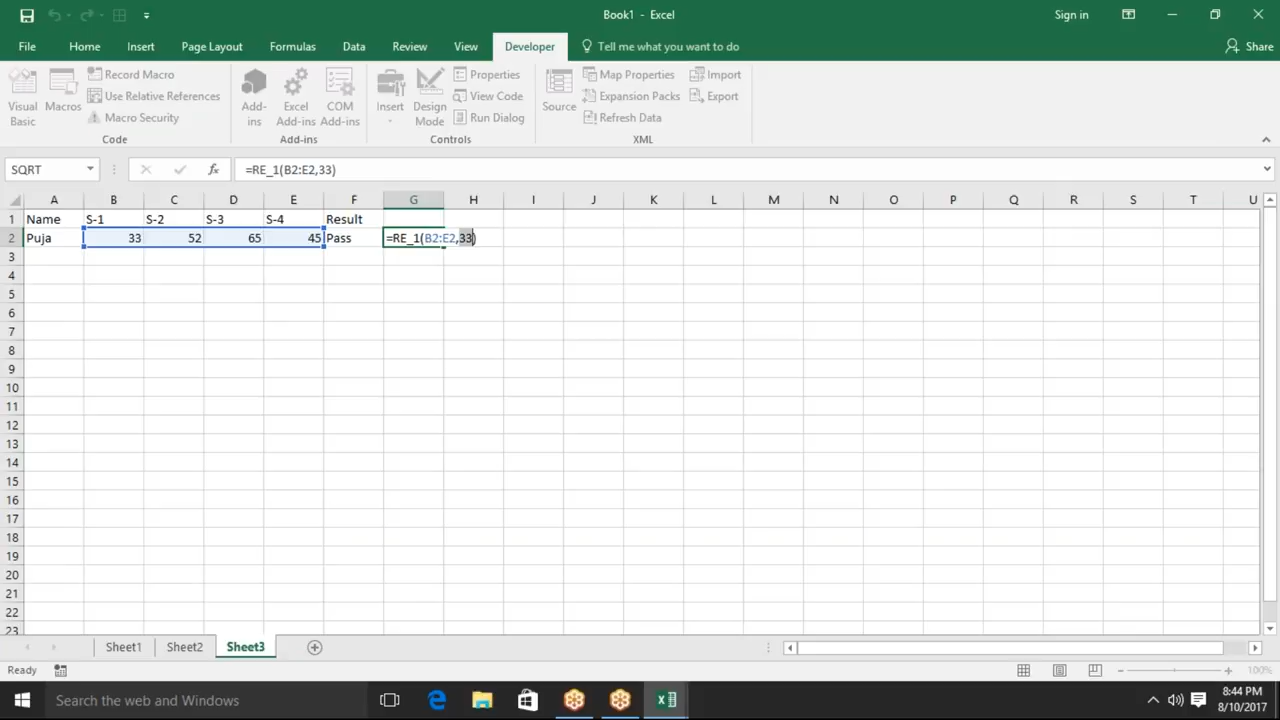 Book1 - Excel
Sign in
File Home Insert Page Layout Formulas Data Review View Developer Tell me what you want to do Share
Visual Basic
Macros
Record Macro
Use Relative References
Macro Security
Code
Add-ins
Excel Add-ins
COM Add-ins
Add-ins
Insert
Design Mode
Properties
View Code
Run Dialog
Controls
Source
Map Properties
Expansion Packs
Refresh Data
Import
Export
XML
SQRT fx =RE_1(B2:E2,33)
A B C D E F G H I J K L M N O P Q R S T U
1 Name S-1 S-2 S-3 S-4 Result
2 Puja 33 52 65 45 Pass =RE_1(B2:E2,33)
3
4
5
6
7
8
9
10
11
12
13
14
15
16
17
18
19
20
21
22
23
Sheet1 Sheet2 Sheet3
Ready 100%
Search the web and Windows
8:44 PM
8/10/2017